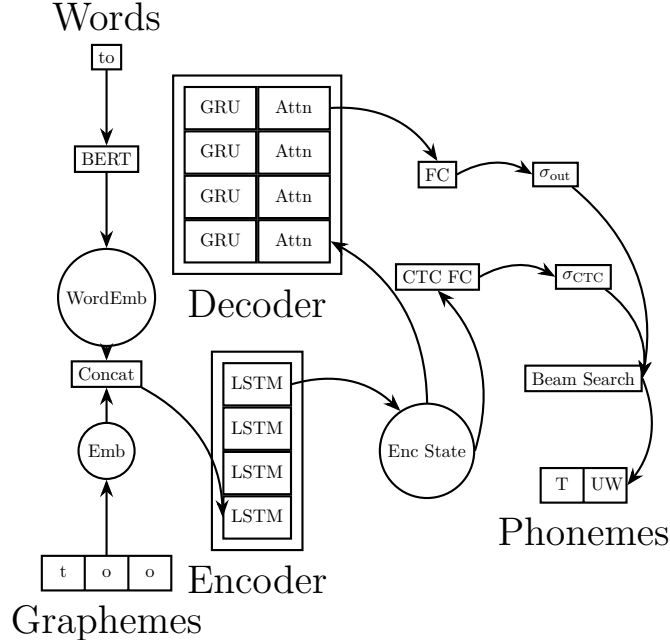 Words
to
BERT
WordEmb
Concat
Emb
t o o
Graphemes
GRU Attn
GRU Attn
GRU Attn
GRU Attn
Decoder
LSTM
LSTM
LSTM
LSTM
Encoder
Enc State
FC
σout
CTC FC
σCTC
Beam Search
T UW
Phonemes